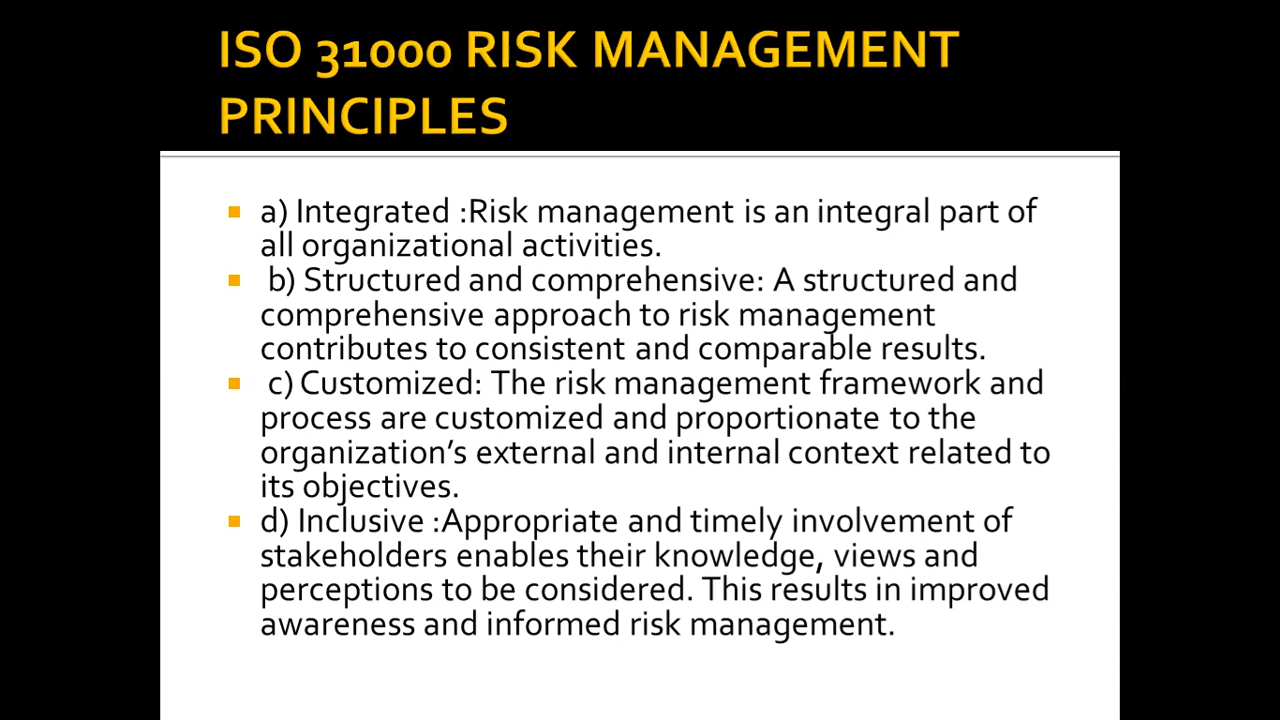 ISO 31000 RISK MANAGEMENT
PRINCIPLES
a) Integrated :Risk management is an integral part of
all organizational activities.
b) Structured and comprehensive: A structured and
comprehensive approach to risk management
contributes to consistent and comparable results.
c) Customized: The risk management framework and
process are customized and proportionate to the
organization’s external and internal context related to
its objectives.
d) Inclusive :Appropriate and timely involvement of
stakeholders enables their knowledge, views and
perceptions to be considered. This results in improved
awareness and informed risk management.